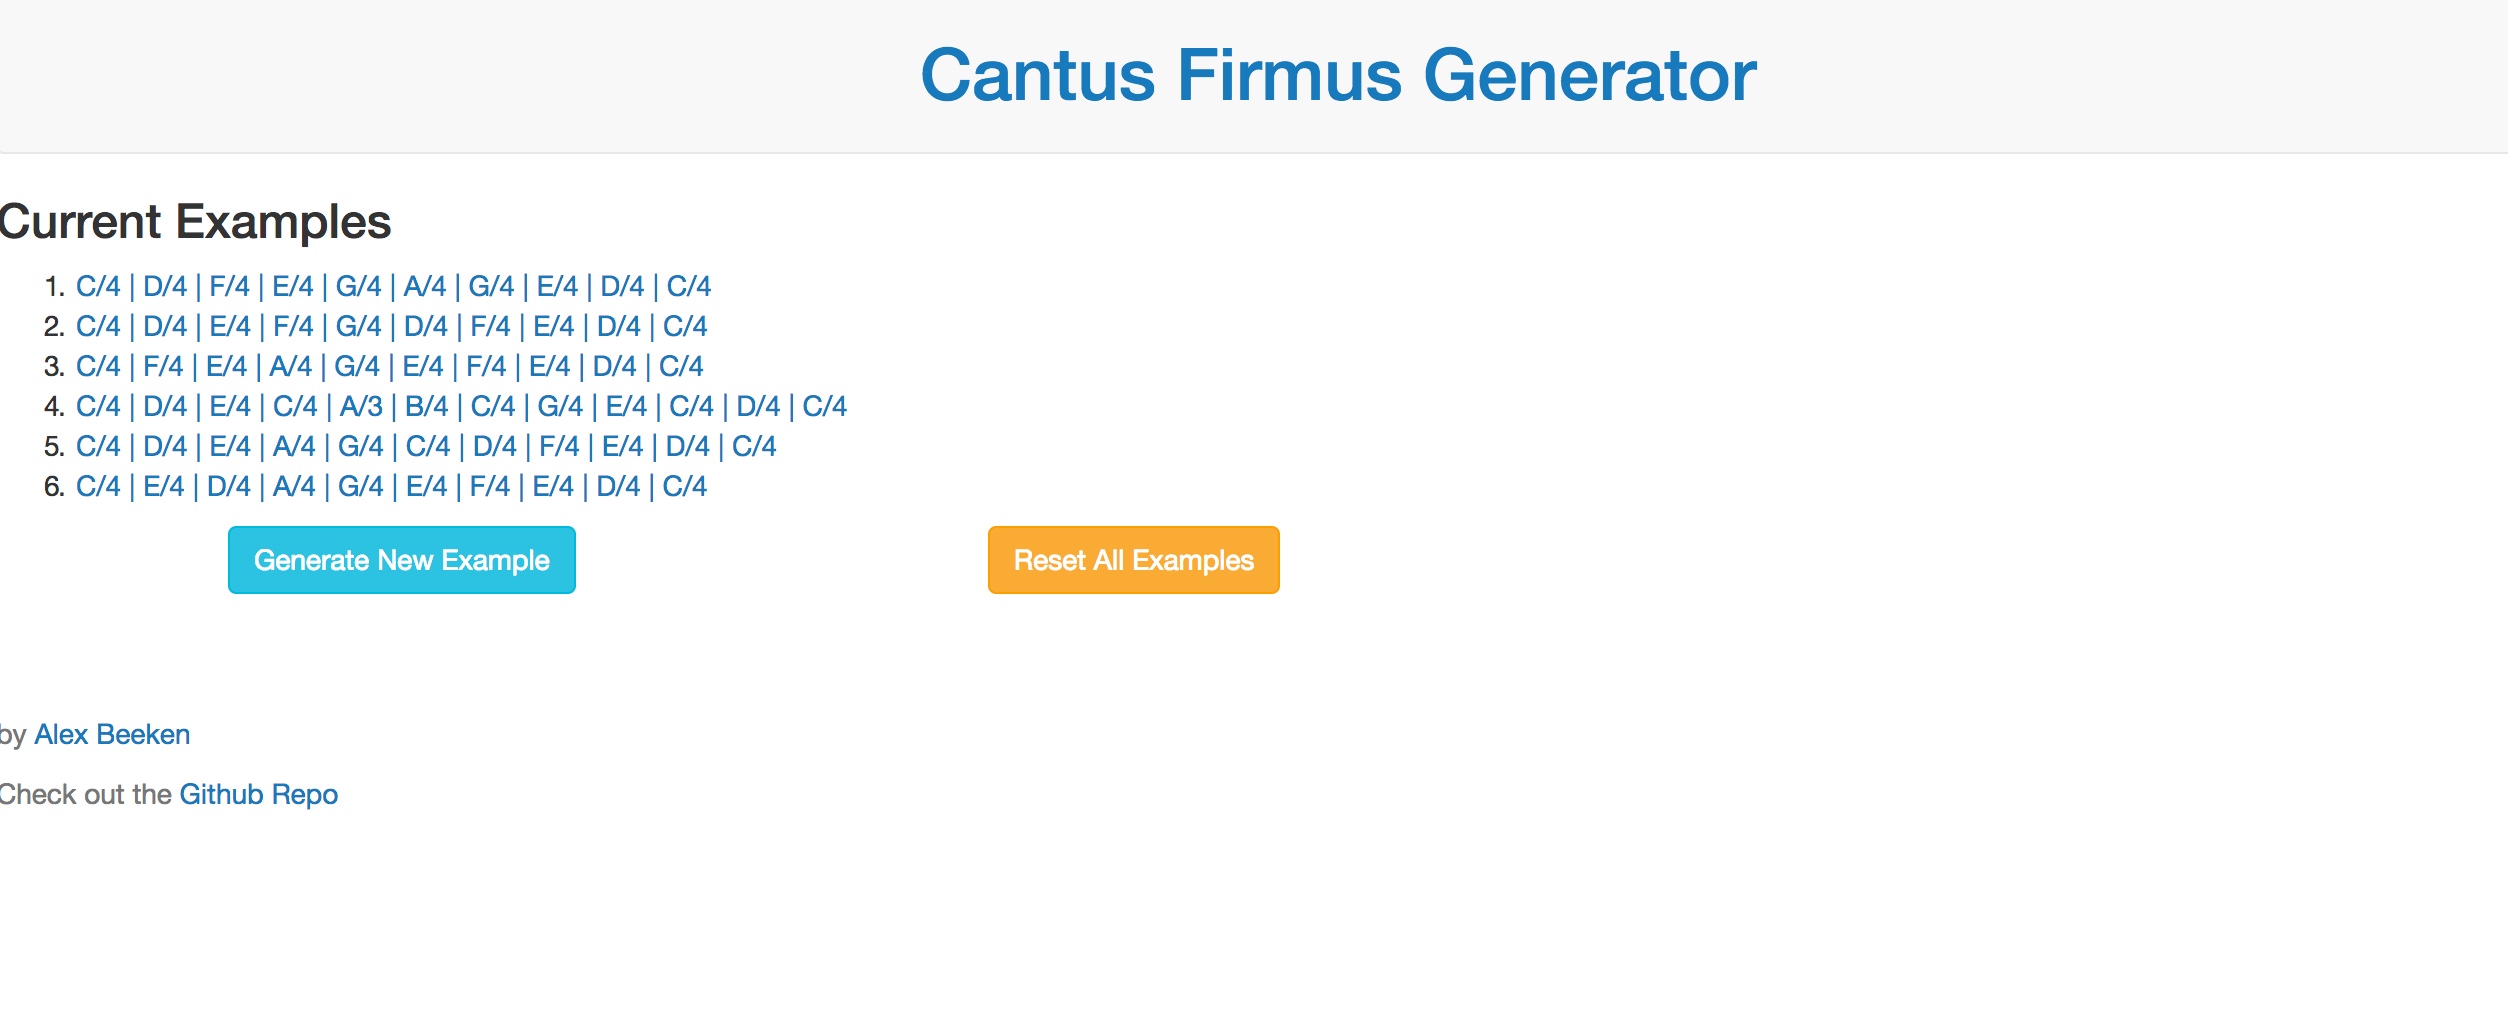 Cantus Firmus Generator
Current Examples
1. C/4 | D/4 | F/4 | E/4 | G/4 | A/4 | G/4 | E/4 | D/4 | C/4
2. C/4 | D/4 | E/4 | F/4 | G/4 | D/4 | F/4 | E/4 | D/4 | C/4
3. C/4 | F/4 | E/4 | A/4 | G/4 | E/4 | F/4 | E/4 | D/4 | C/4
4. C/4 | D/4 | E/4 | C/4 | A/3 | B/4 | C/4 | G/4 | E/4 | C/4 | D/4 | C/4
5. C/4 | D/4 | E/4 | A/4 | G/4 | C/4 | D/4 | F/4 | E/4 | D/4 | C/4
6. C/4 | E/4 | D/4 | A/4 | G/4 | E/4 | F/4 | E/4 | D/4 | C/4
Generate New Example
Reset All Examples
by Alex Beeken
Check out the Github Repo